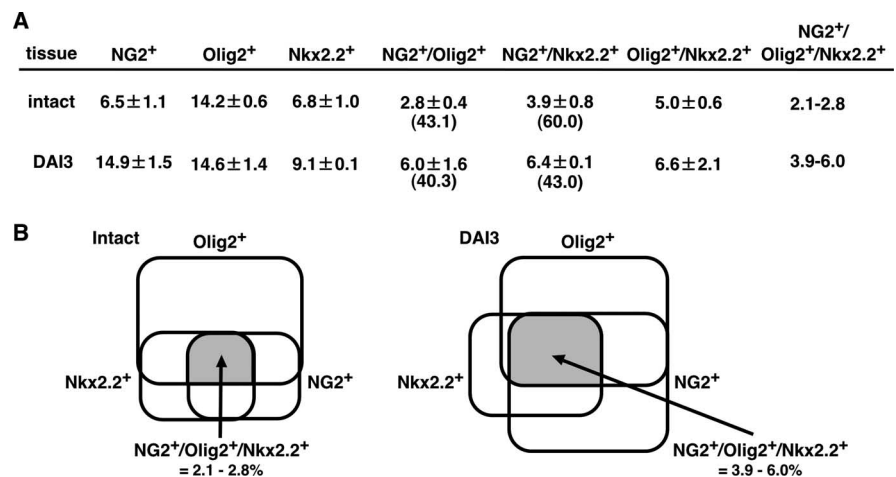 A
tissue NG2⁺ Olig2⁺ Nkx2.2⁺ NG2⁺/Olig2⁺ NG2⁺/Nkx2.2⁺ Olig2⁺/Nkx2.2⁺ NG2⁺/
Olig2⁺/Nkx2.2⁺
intact 6.5±1.1 14.2±0.6 6.8±1.0 2.8±0.4 3.9±0.8 5.0±0.6 2.1-2.8
(43.1) (60.0)
DAI3 14.9±1.5 14.6±1.4 9.1±0.1 6.0±1.6 6.4±0.1 6.6±2.1 3.9-6.0
(40.3) (43.0)
B
Intact Olig2⁺
Nkx2.2⁺ NG2⁺
NG2⁺/Olig2⁺/Nkx2.2⁺
= 2.1 - 2.8%
DAI3 Olig2⁺
Nkx2.2⁺ NG2⁺
NG2⁺/Olig2⁺/Nkx2.2⁺
= 3.9 - 6.0%